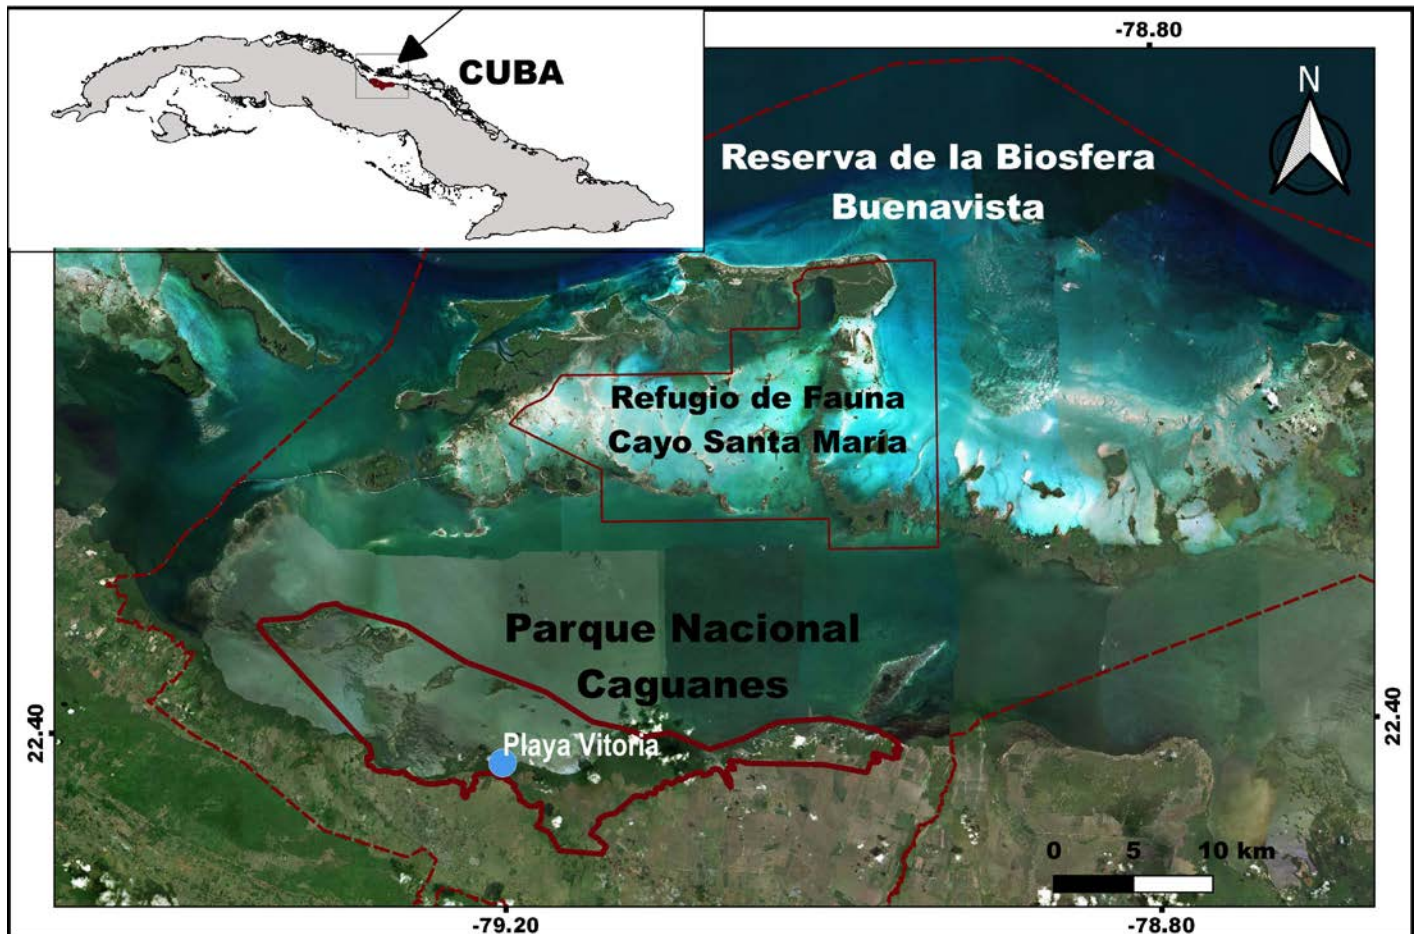 -78.80
CUBA
N
Reserva de la Biosfera
Buenavista
Refugio de Fauna
Cayo Santa María
Parque Nacional
Caguanes
22.40
22.40
Playa Vitoria
0 5 10 km
-79.20
-78.80